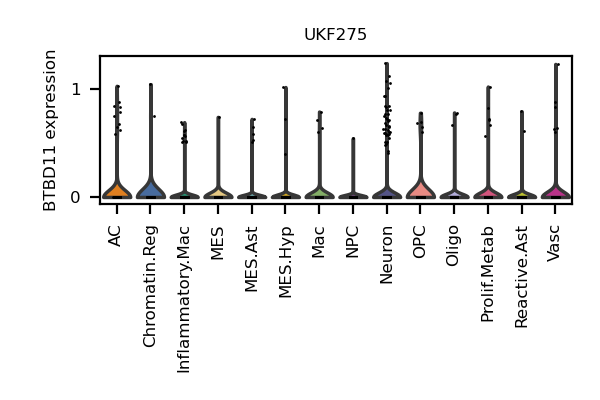 UKF275
BTBD11 expression
1
0
AC
Chromatin.Reg
Inflammatory.Mac
MES
MES.Ast
MES.Hyp
Mac
NPC
Neuron
OPC
Oligo
Prolif.Metab
Reactive.Ast
Vasc